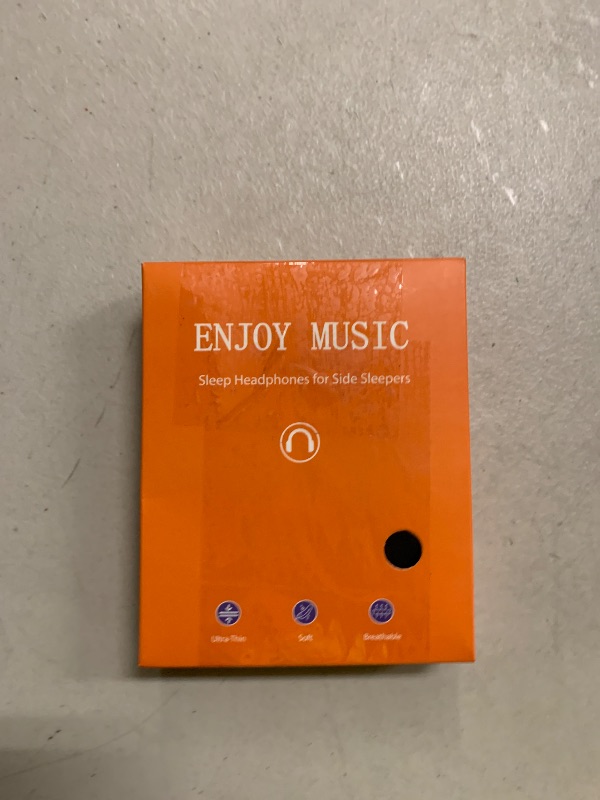 ENJOY MUSIC
Sleep Headphones for Side Sleepers
Ultra-Thin Soft Breathable